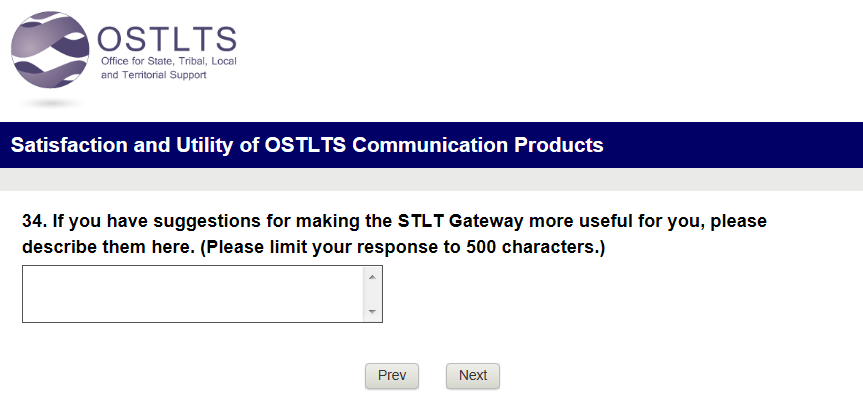 OSTLTS
Office for State, Tribal, Local
and Territorial Support
Satisfaction and Utility of OSTLTS Communication Products
34. If you have suggestions for making the STLT Gateway more useful for you, please
describe them here. (Please limit your response to 500 characters.)
Prev Next